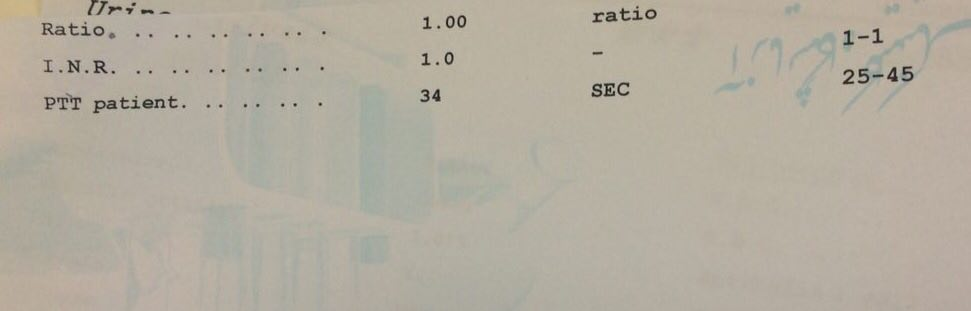 Ratio. .. .. .. .. .. . 1.00 ratio
I.N.R. .. .. .. .. .. . 1.0 - 1-1
PTT patient. .. .. .. . 34 SEC 25-45